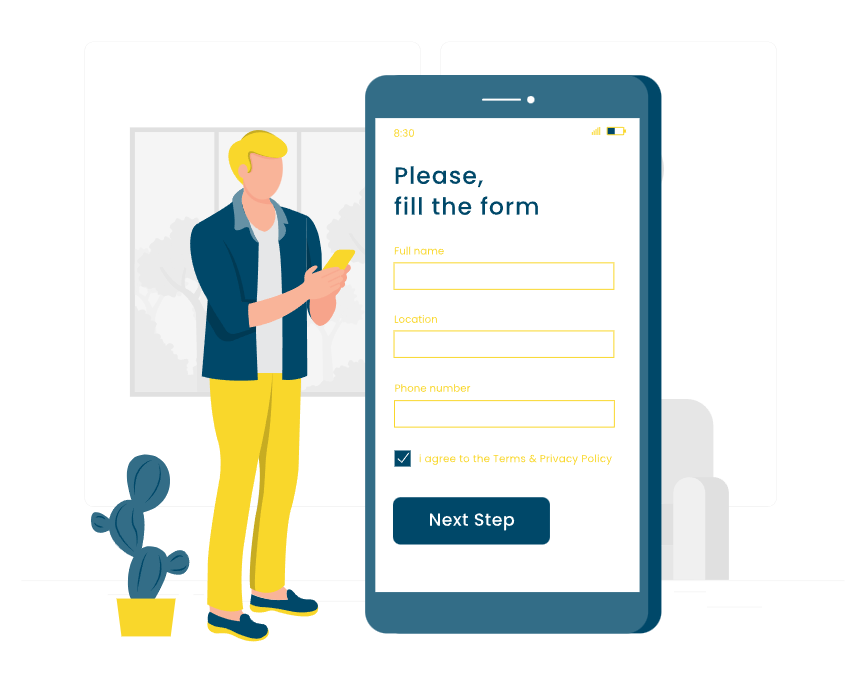 8:30
Please,
fill the form
Full name
Location
Phone number
I agree to the Terms & Privacy Policy
Next Step